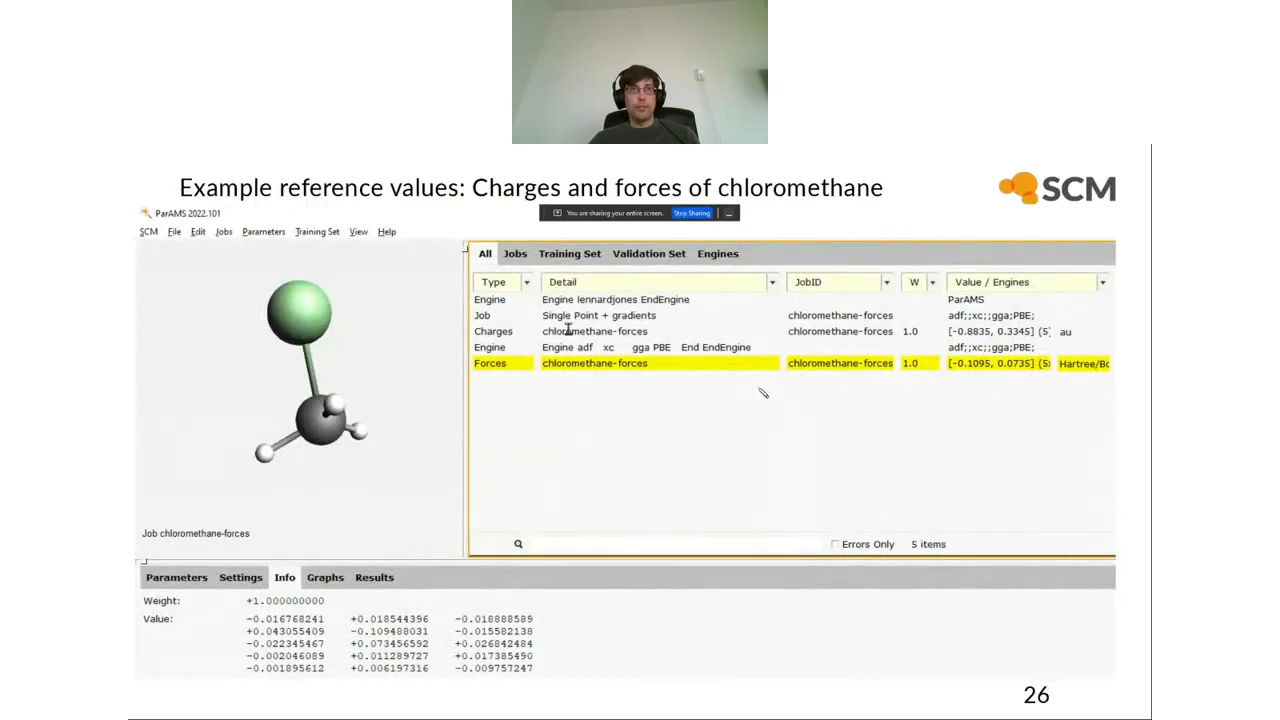 Example reference values: Charges and forces of chloromethane
SCM
ParAMS 2022.101
You are sharing your entire screen. Stop Sharing
SCM File Edit Jobs Parameters Training Set View Help
All Jobs Training Set Validation Set Engines
Type Detail JobID W Value / Engines
Engine Engine lennardjones EndEngine ParAMS
Job Single Point + gradients chloromethane-forces adf;;xc;;gga;PBE;
Charges chloromethane-forces chloromethane-forces 1.0 [-0.8835, 0.3345] (5) au
Engine Engine adf xc gga PBE End EndEngine adf;;xc;;gga;PBE;
Forces chloromethane-forces chloromethane-forces 1.0 [-0.1095, 0.0735] (5x Hartree/Bo
Job chloromethane-forces
Errors Only 5 items
Parameters Settings Info Graphs Results
Weight: +1.000000000
Value: -0.016768241 +0.018544396 -0.018888589
+0.043055409 -0.109488031 -0.015582138
-0.022345467 +0.073456592 +0.026842484
-0.002046089 +0.011289727 +0.017385490
-0.001895612 +0.006197316 -0.009757247
26